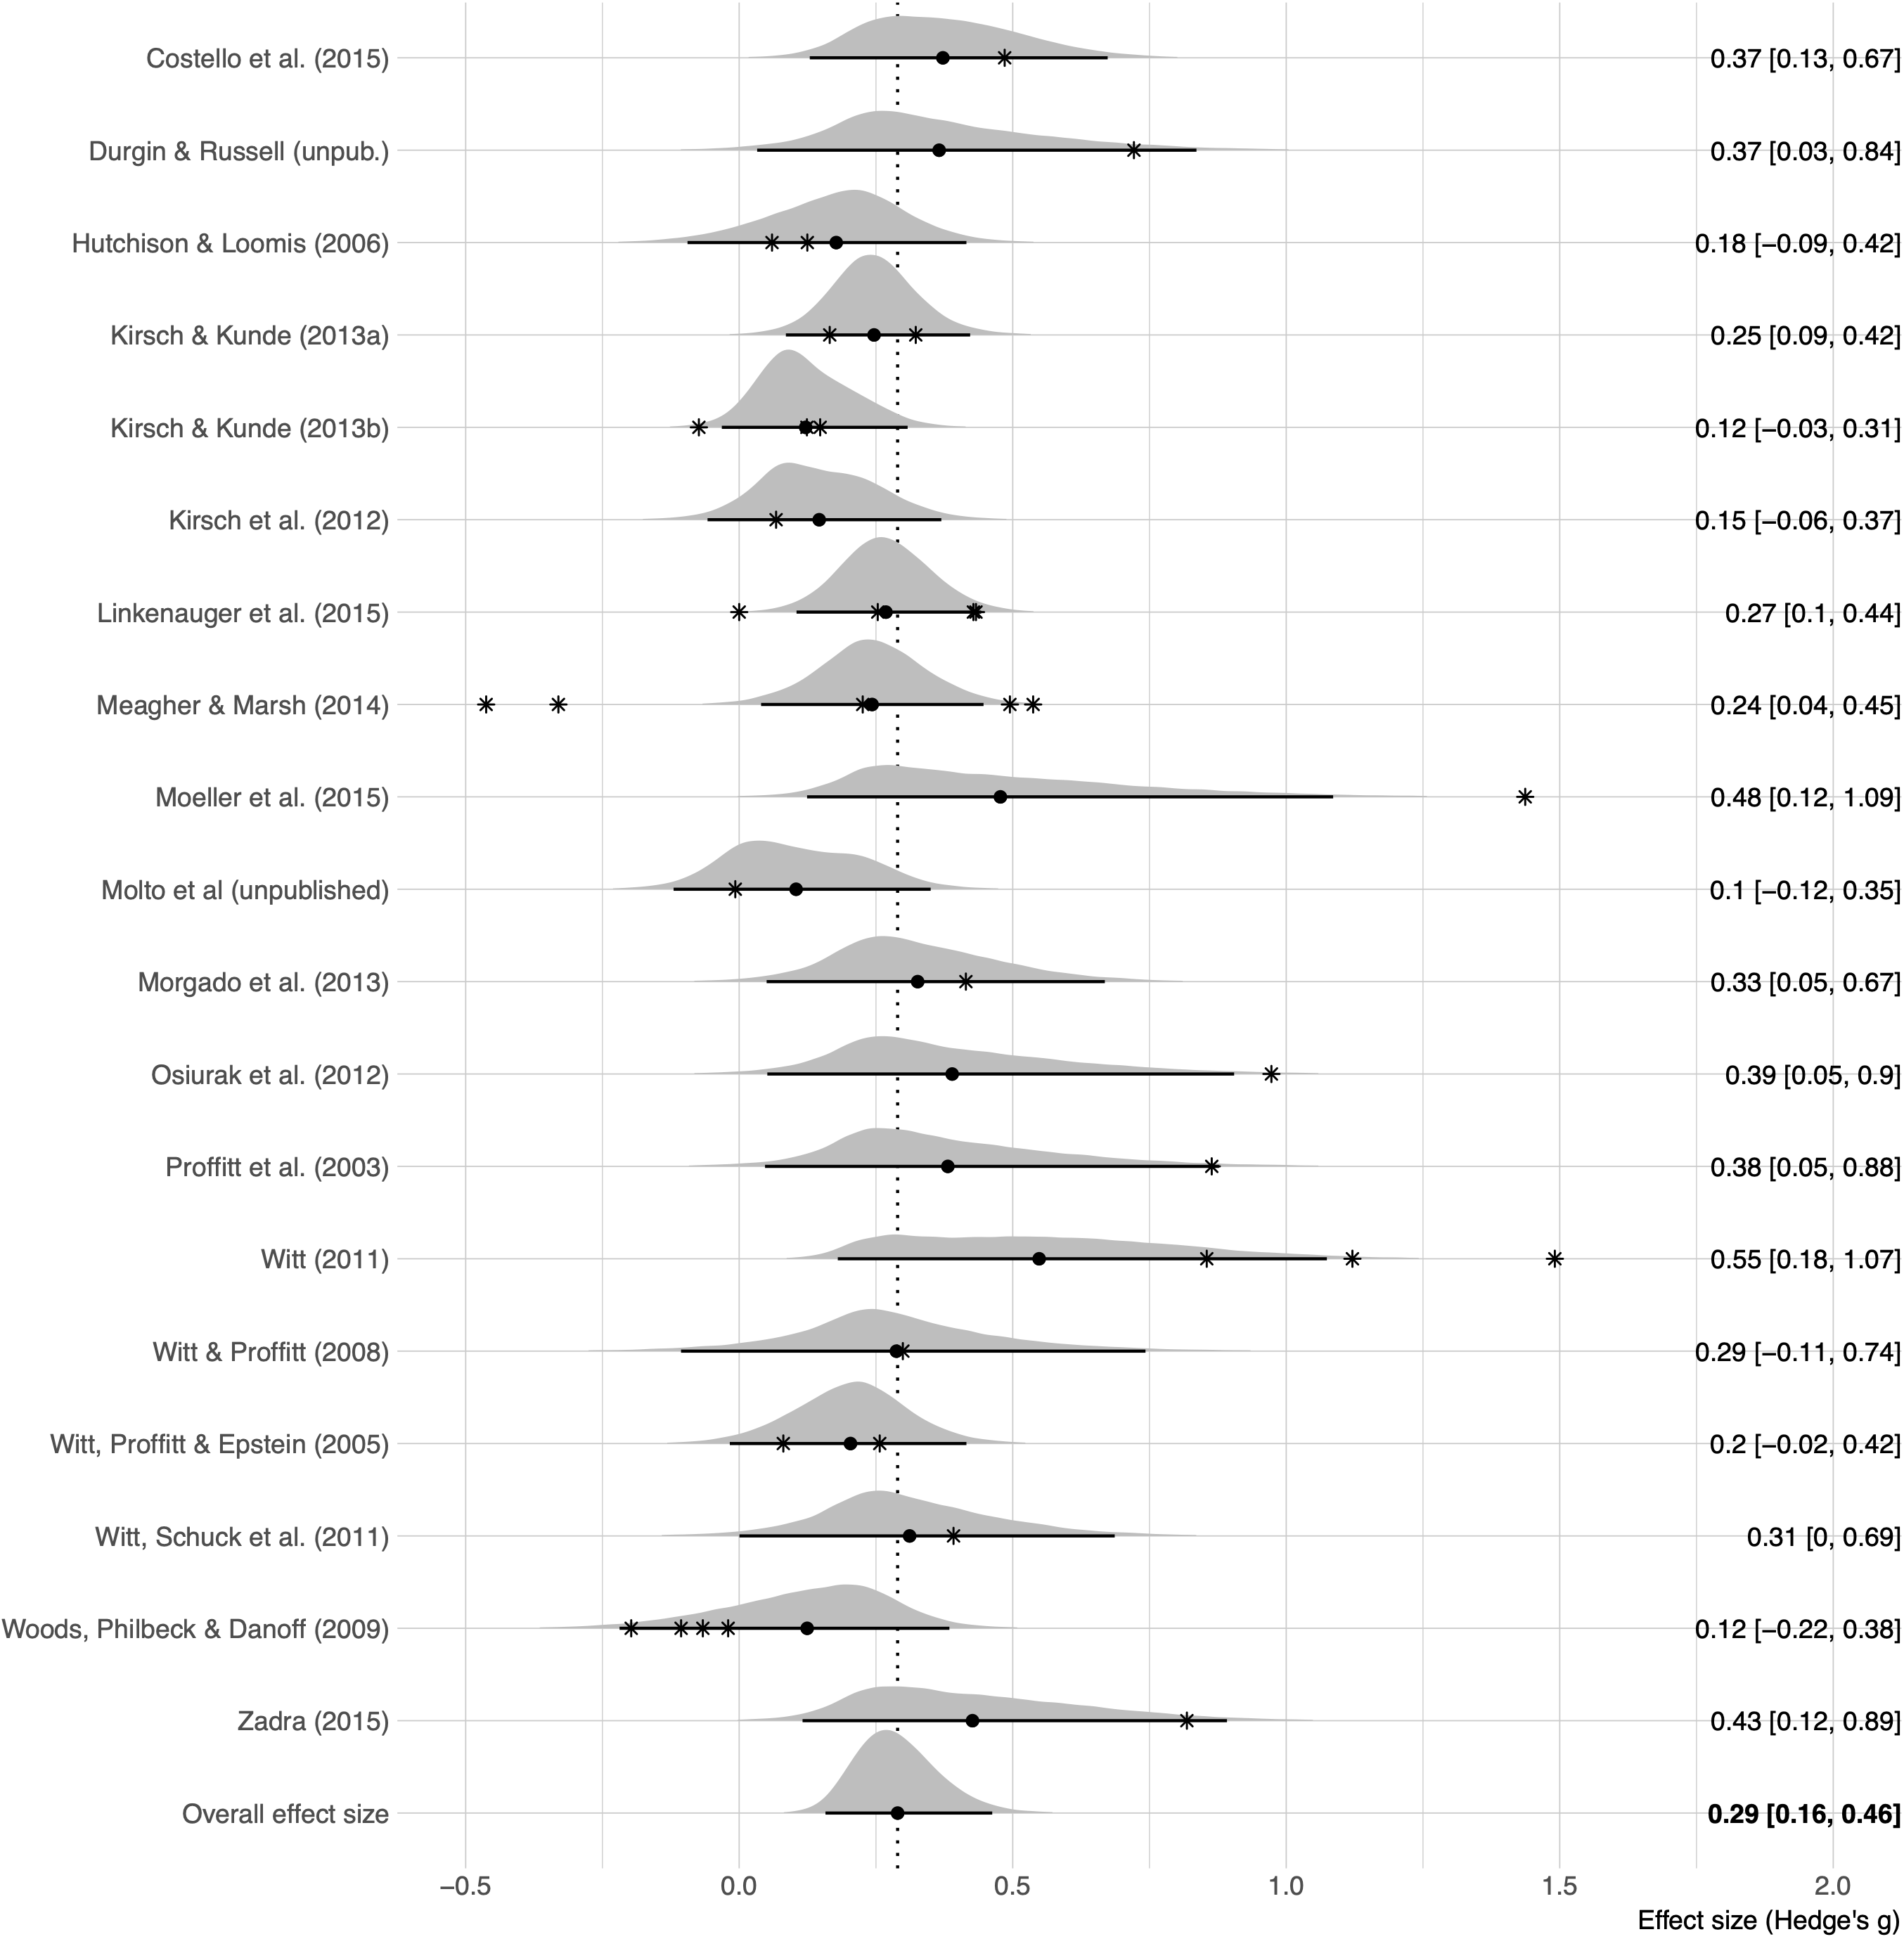 Costello et al. (2015) 0.37 [0.13, 0.67]
Durgin & Russell (unpub.) 0.37 [0.03, 0.84]
Hutchison & Loomis (2006) 0.18 [−0.09, 0.42]
Kirsch & Kunde (2013a) 0.25 [0.09, 0.42]
Kirsch & Kunde (2013b) 0.12 [−0.03, 0.31]
Kirsch et al. (2012) 0.15 [−0.06, 0.37]
Linkenauger et al. (2015) 0.27 [0.1, 0.44]
Meagher & Marsh (2014) 0.24 [0.04, 0.45]
Moeller et al. (2015) 0.48 [0.12, 1.09]
Molto et al (unpublished) 0.1 [−0.12, 0.35]
Morgado et al. (2013) 0.33 [0.05, 0.67]
Osiurak et al. (2012) 0.39 [0.05, 0.9]
Proffitt et al. (2003) 0.38 [0.05, 0.88]
Witt (2011) 0.55 [0.18, 1.07]
Witt & Proffitt (2008) 0.29 [−0.11, 0.74]
Witt, Proffitt & Epstein (2005) 0.2 [−0.02, 0.42]
Witt, Schuck et al. (2011) 0.31 [0, 0.69]
Woods, Philbeck & Danoff (2009) 0.12 [−0.22, 0.38]
Zadra (2015) 0.43 [0.12, 0.89]
Overall effect size 0.29 [0.16, 0.46]
−0.5 0.0 0.5 1.0 1.5 2.0
Effect size (Hedge's g)